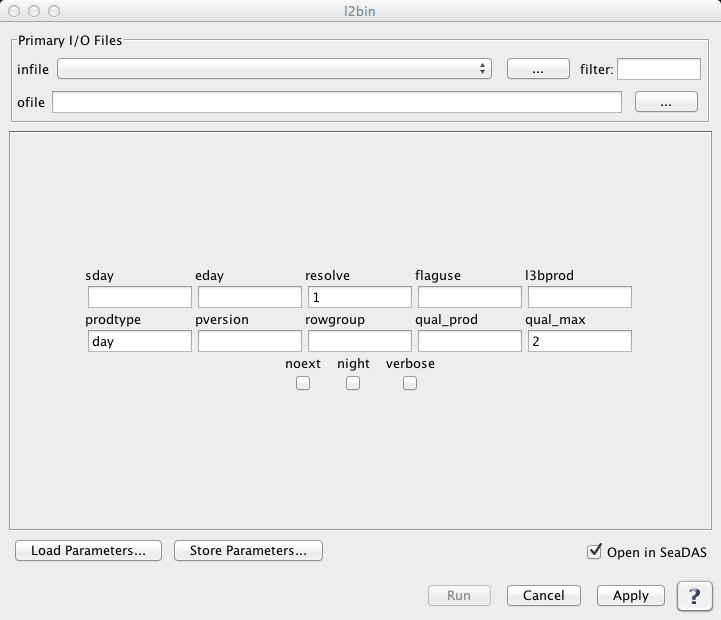 l2bin
Primary I/O Files
infile ... filter:
ofile ...
sday eday resolve flaguse l3bprod
1
prodtype pversion rowgroup qual_prod qual_max
day 2
noext night verbose
Load Parameters... Store Parameters... Open in SeaDAS
Run Cancel Apply ?